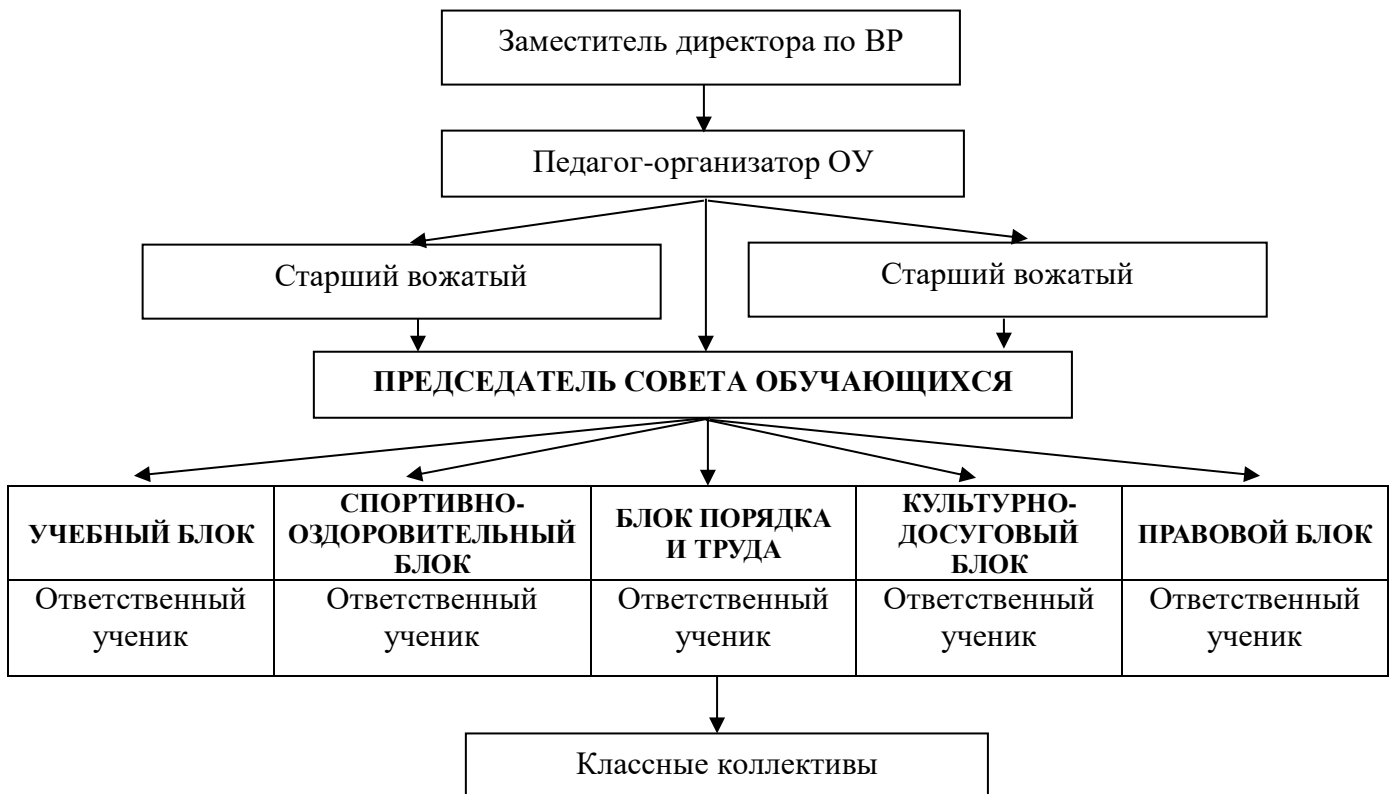 Заместитель директора по ВР
Педагог-организатор ОУ
Старший вожатый
Старший вожатый
ПРЕДСЕДАТЕЛЬ СОВЕТА ОБУЧАЮЩИХСЯ
УЧЕБНЫЙ БЛОК
СПОРТИВНО-
ОЗДОРОВИТЕЛЬНЫЙ
БЛОК
БЛОК ПОРЯДКА
И ТРУДА
КУЛЬТУРНО-
ДОСУГОВЫЙ
БЛОК
ПРАВОВОЙ БЛОК
Ответственный
ученик
Ответственный
ученик
Ответственный
ученик
Ответственный
ученик
Ответственный
ученик
Классные коллективы